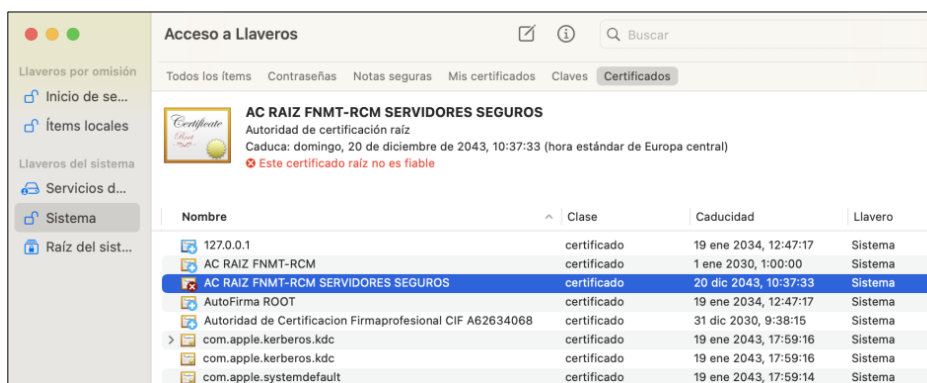 Acceso a Llaveros
Buscar
Llaveros por omisión
Inicio de se...
Ítems locales
Llaveros del sistema
Servicios d...
Sistema
Raíz del sist...
Todos los ítems Contraseñas Notas seguras Mis certificados Claves Certificados
Certificate
Root
AC RAIZ FNMT-RCM SERVIDORES SEGUROS
Autoridad de certificación raíz
Caduca: domingo, 20 de diciembre de 2043, 10:37:33 (hora estándar de Europa central)
Este certificado raíz no es fiable
Nombre Clase Caducidad Llavero
127.0.0.1 certificado 19 ene 2034, 12:47:17 Sistema
AC RAIZ FNMT-RCM certificado 1 ene 2030, 1:00:00 Sistema
AC RAIZ FNMT-RCM SERVIDORES SEGUROS certificado 20 dic 2043, 10:37:33 Sistema
AutoFirma ROOT certificado 19 ene 2034, 12:47:17 Sistema
Autoridad de Certificacion Firmaprofesional CIF A62634068 certificado 31 dic 2030, 9:38:15 Sistema
com.apple.kerberos.kdc certificado 19 ene 2043, 17:59:16 Sistema
com.apple.kerberos.kdc certificado 19 ene 2043, 17:59:16 Sistema
com.apple.systemdefault certificado 19 ene 2043, 17:59:14 Sistema